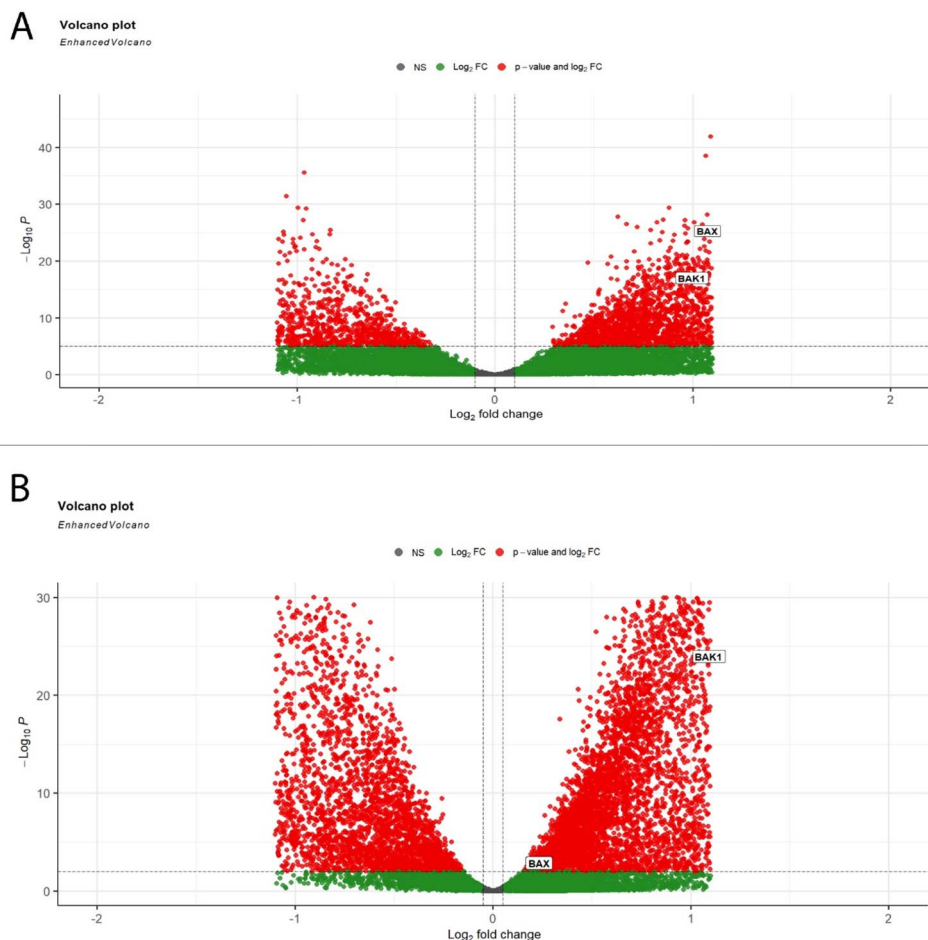 A
Volcano plot
EnhancedVolcano
NS Log₂ FC p – value and log₂ FC
– Log₁₀ P
40
30
20
10
0
BAX
BAK1
-2 -1 0 1 2
Log₂ fold change
B
Volcano plot
EnhancedVolcano
NS Log₂ FC p – value and log₂ FC
– Log₁₀ P
30
20
10
0
BAK1
BAX
-2 -1 0 1 2
Log₂ fold change